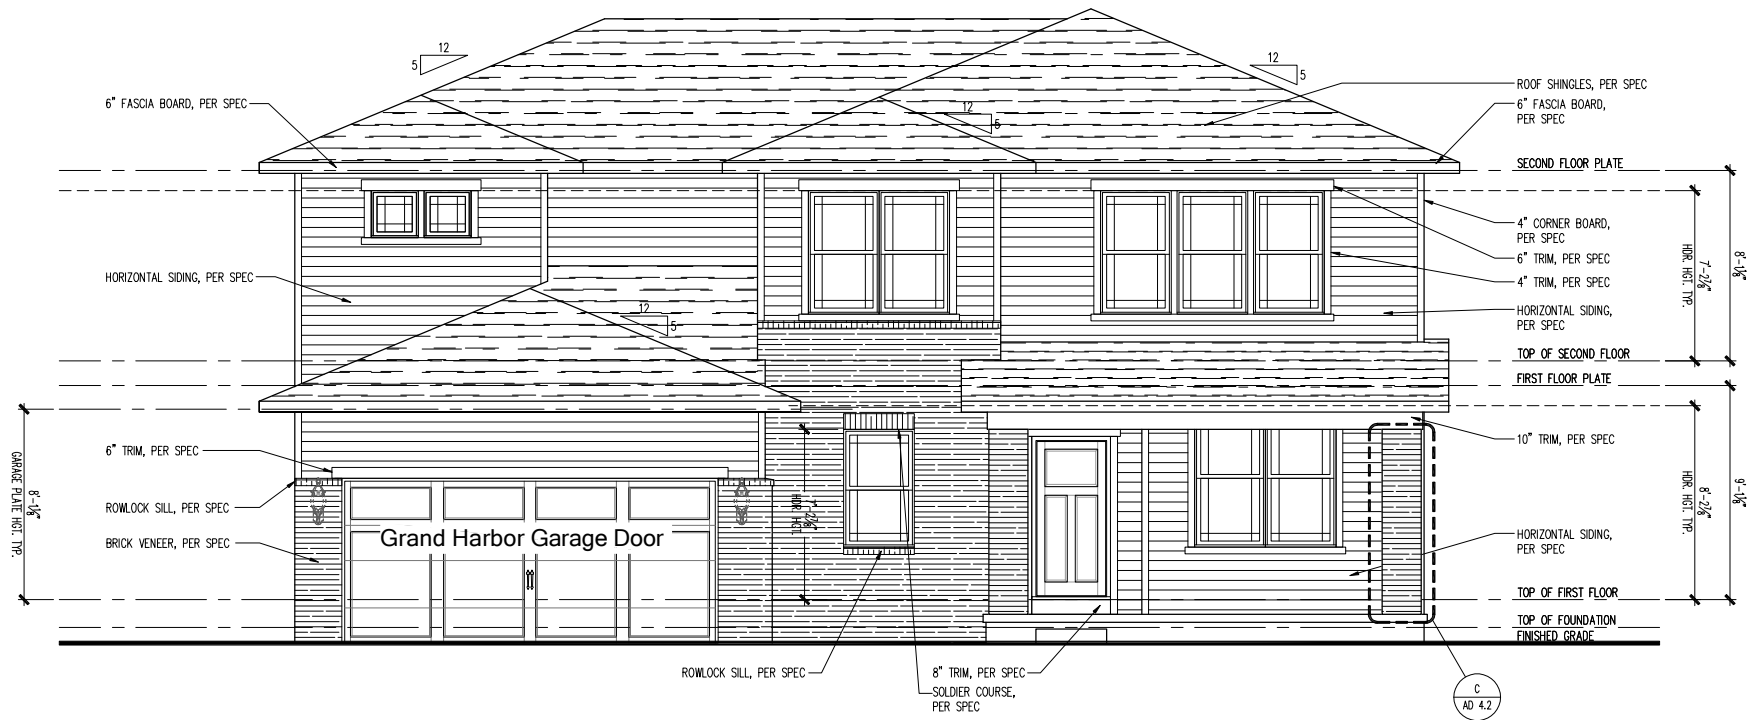 12
5
12
5
12
5
12
5
6" FASCIA BOARD, PER SPEC
HORIZONTAL SIDING, PER SPEC
6" TRIM, PER SPEC
ROWLOCK SILL, PER SPEC
BRICK VENEER, PER SPEC
8'-1⅛"
GARAGE PLATE HGT. TYP.
Grand Harbor Garage Door
7'-2⅞"
HDR. HGT.
ROWLOCK SILL, PER SPEC
8" TRIM, PER SPEC
SOLDIER COURSE,
PER SPEC
ROOF SHINGLES, PER SPEC
6" FASCIA BOARD,
PER SPEC
SECOND FLOOR PLATE
4" CORNER BOARD,
PER SPEC
6" TRIM, PER SPEC
4" TRIM, PER SPEC
HORIZONTAL SIDING,
PER SPEC
TOP OF SECOND FLOOR
FIRST FLOOR PLATE
10" TRIM, PER SPEC
HORIZONTAL SIDING,
PER SPEC
TOP OF FIRST FLOOR
TOP OF FOUNDATION
FINISHED GRADE
7'-2⅞"
HDR. HGT. TYP.
8'-1⅛"
8'-2⅞"
HDR. HGT. TYP.
9'-1⅛"
C
AD 4.2